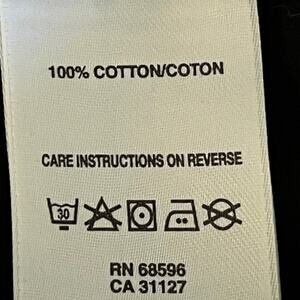 100% COTTON/COTON
CARE INSTRUCTIONS ON REVERSE
30
RN 68596
CA 31127